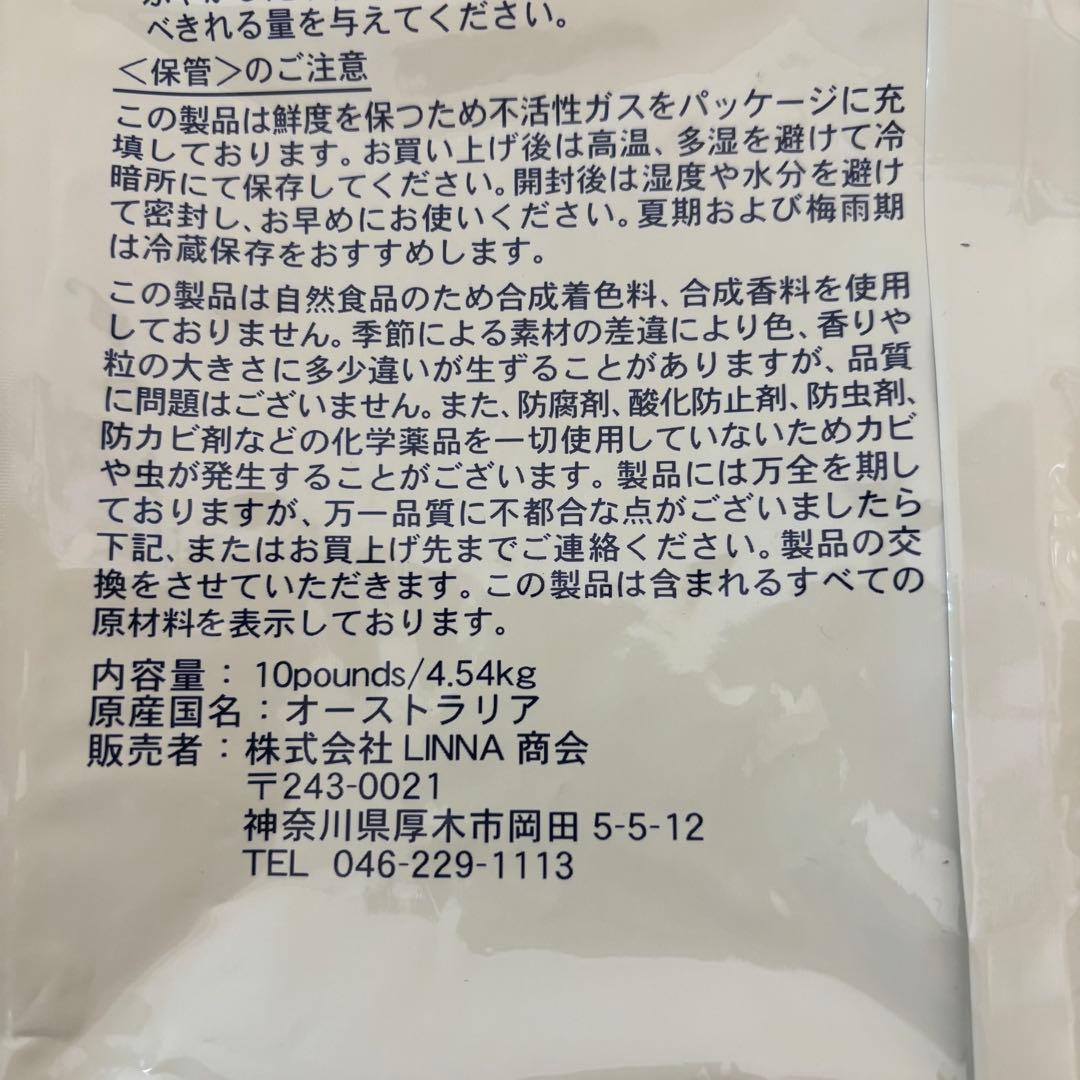 べきれる量を与えてください。
＜保管＞のご注意
この製品は鮮度を保つため不活性ガスをパッケージに充
填しております。お買い上げ後は高温、多湿を避けて冷
暗所にて保存してください。開封後は湿度や水分を避け
て密封し、お早めにお使いください。夏期および梅雨期
は冷蔵保存をおすすめします。
この製品は自然食品のため合成着色料、合成香料を使用
しておりません。季節による素材の差違により色、香りや
粒の大きさに多少違いが生ずることがありますが、品質
に問題はございません。また、防腐剤、酸化防止剤、防虫剤、
防カビ剤などの化学薬品を一切使用していないためカビ
や虫が発生することがございます。製品には万全を期し
ておりますが、万一品質に不都合な点がございましたら
下記、またはお買上げ先までご連絡ください。製品の交
換をさせていただきます。この製品は含まれるすべての
原材料を表示しております。
内容量： 10pounds/4.54kg
原産国名：オーストラリア
販売者：株式会社 LINNA 商会
〒243-0021
神奈川県厚木市岡田 5-5-12
TEL 046-229-1113